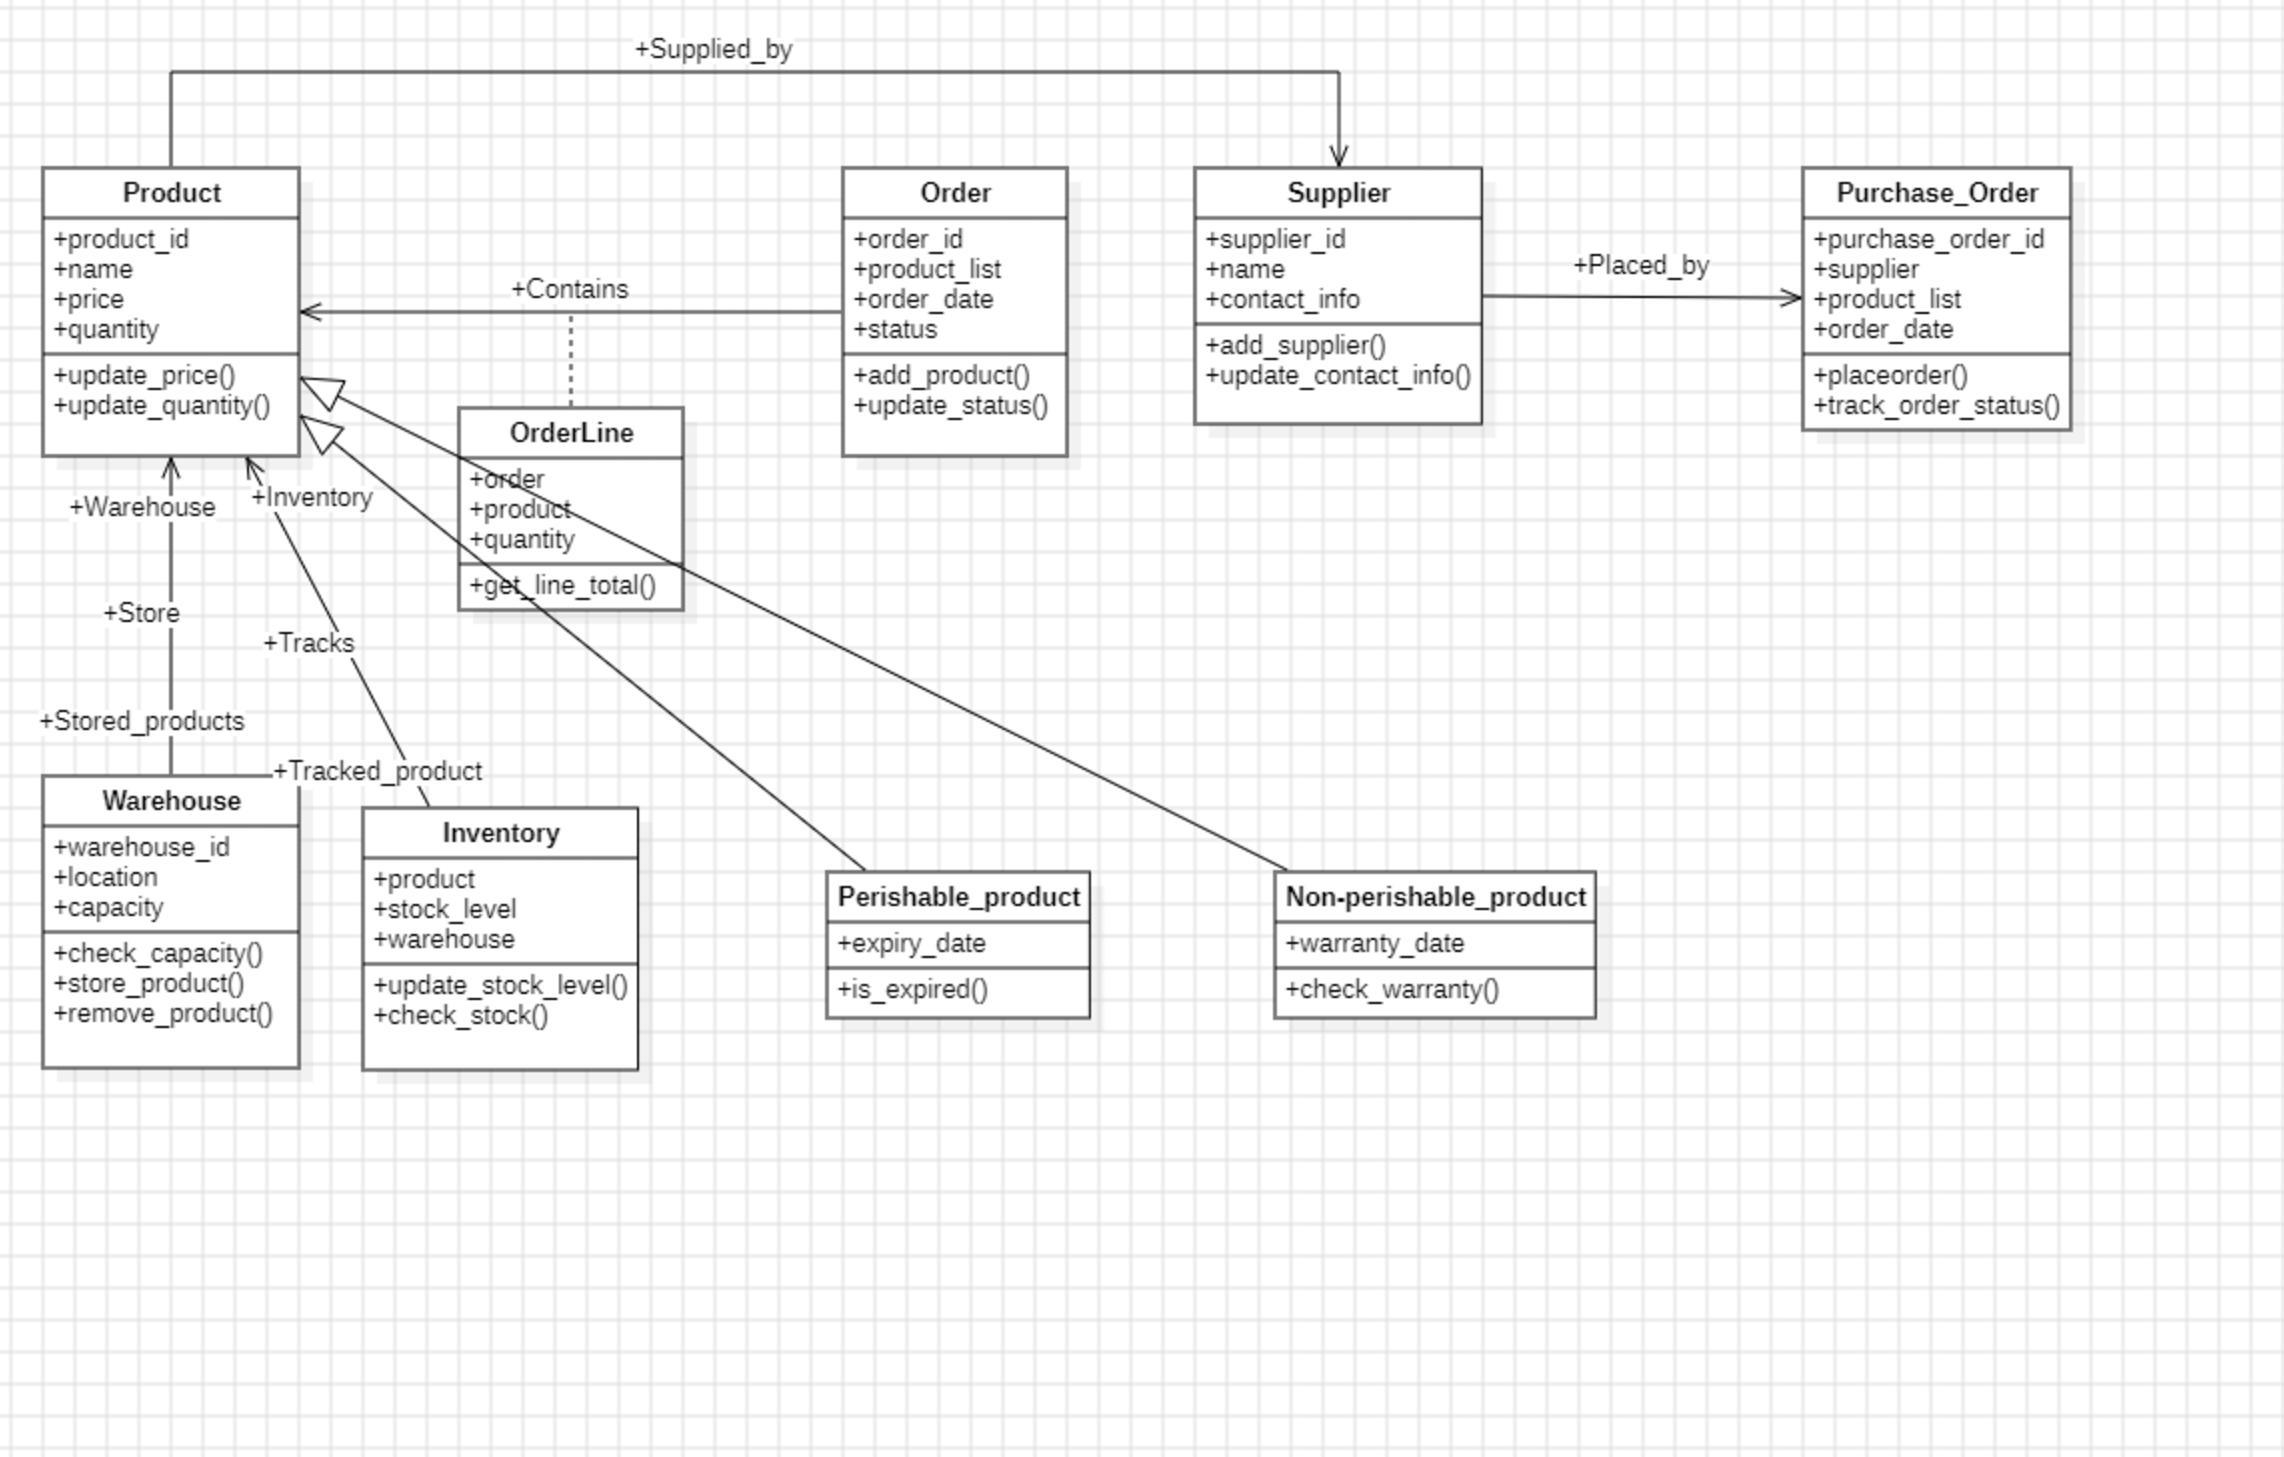 +Supplied_by
Product
+product_id
+name
+price
+quantity
+update_price()
+update_quantity()
+Contains
Order
+order_id
+product_list
+order_date
+status
+add_product()
+update_status()
Supplier
+supplier_id
+name
+contact_info
+add_supplier()
+update_contact_info()
+Placed_by
Purchase_Order
+purchase_order_id
+supplier
+product_list
+order_date
+placeorder()
+track_order_status()
OrderLine
+order
+product
+quantity
+get_line_total()
+Warehouse
+Inventory
+Store
+Tracks
+Stored_products
+Tracked_product
Warehouse
+warehouse_id
+location
+capacity
+check_capacity()
+store_product()
+remove_product()
Inventory
+product
+stock_level
+warehouse
+update_stock_level()
+check_stock()
Perishable_product
+expiry_date
+is_expired()
Non-perishable_product
+warranty_date
+check_warranty()